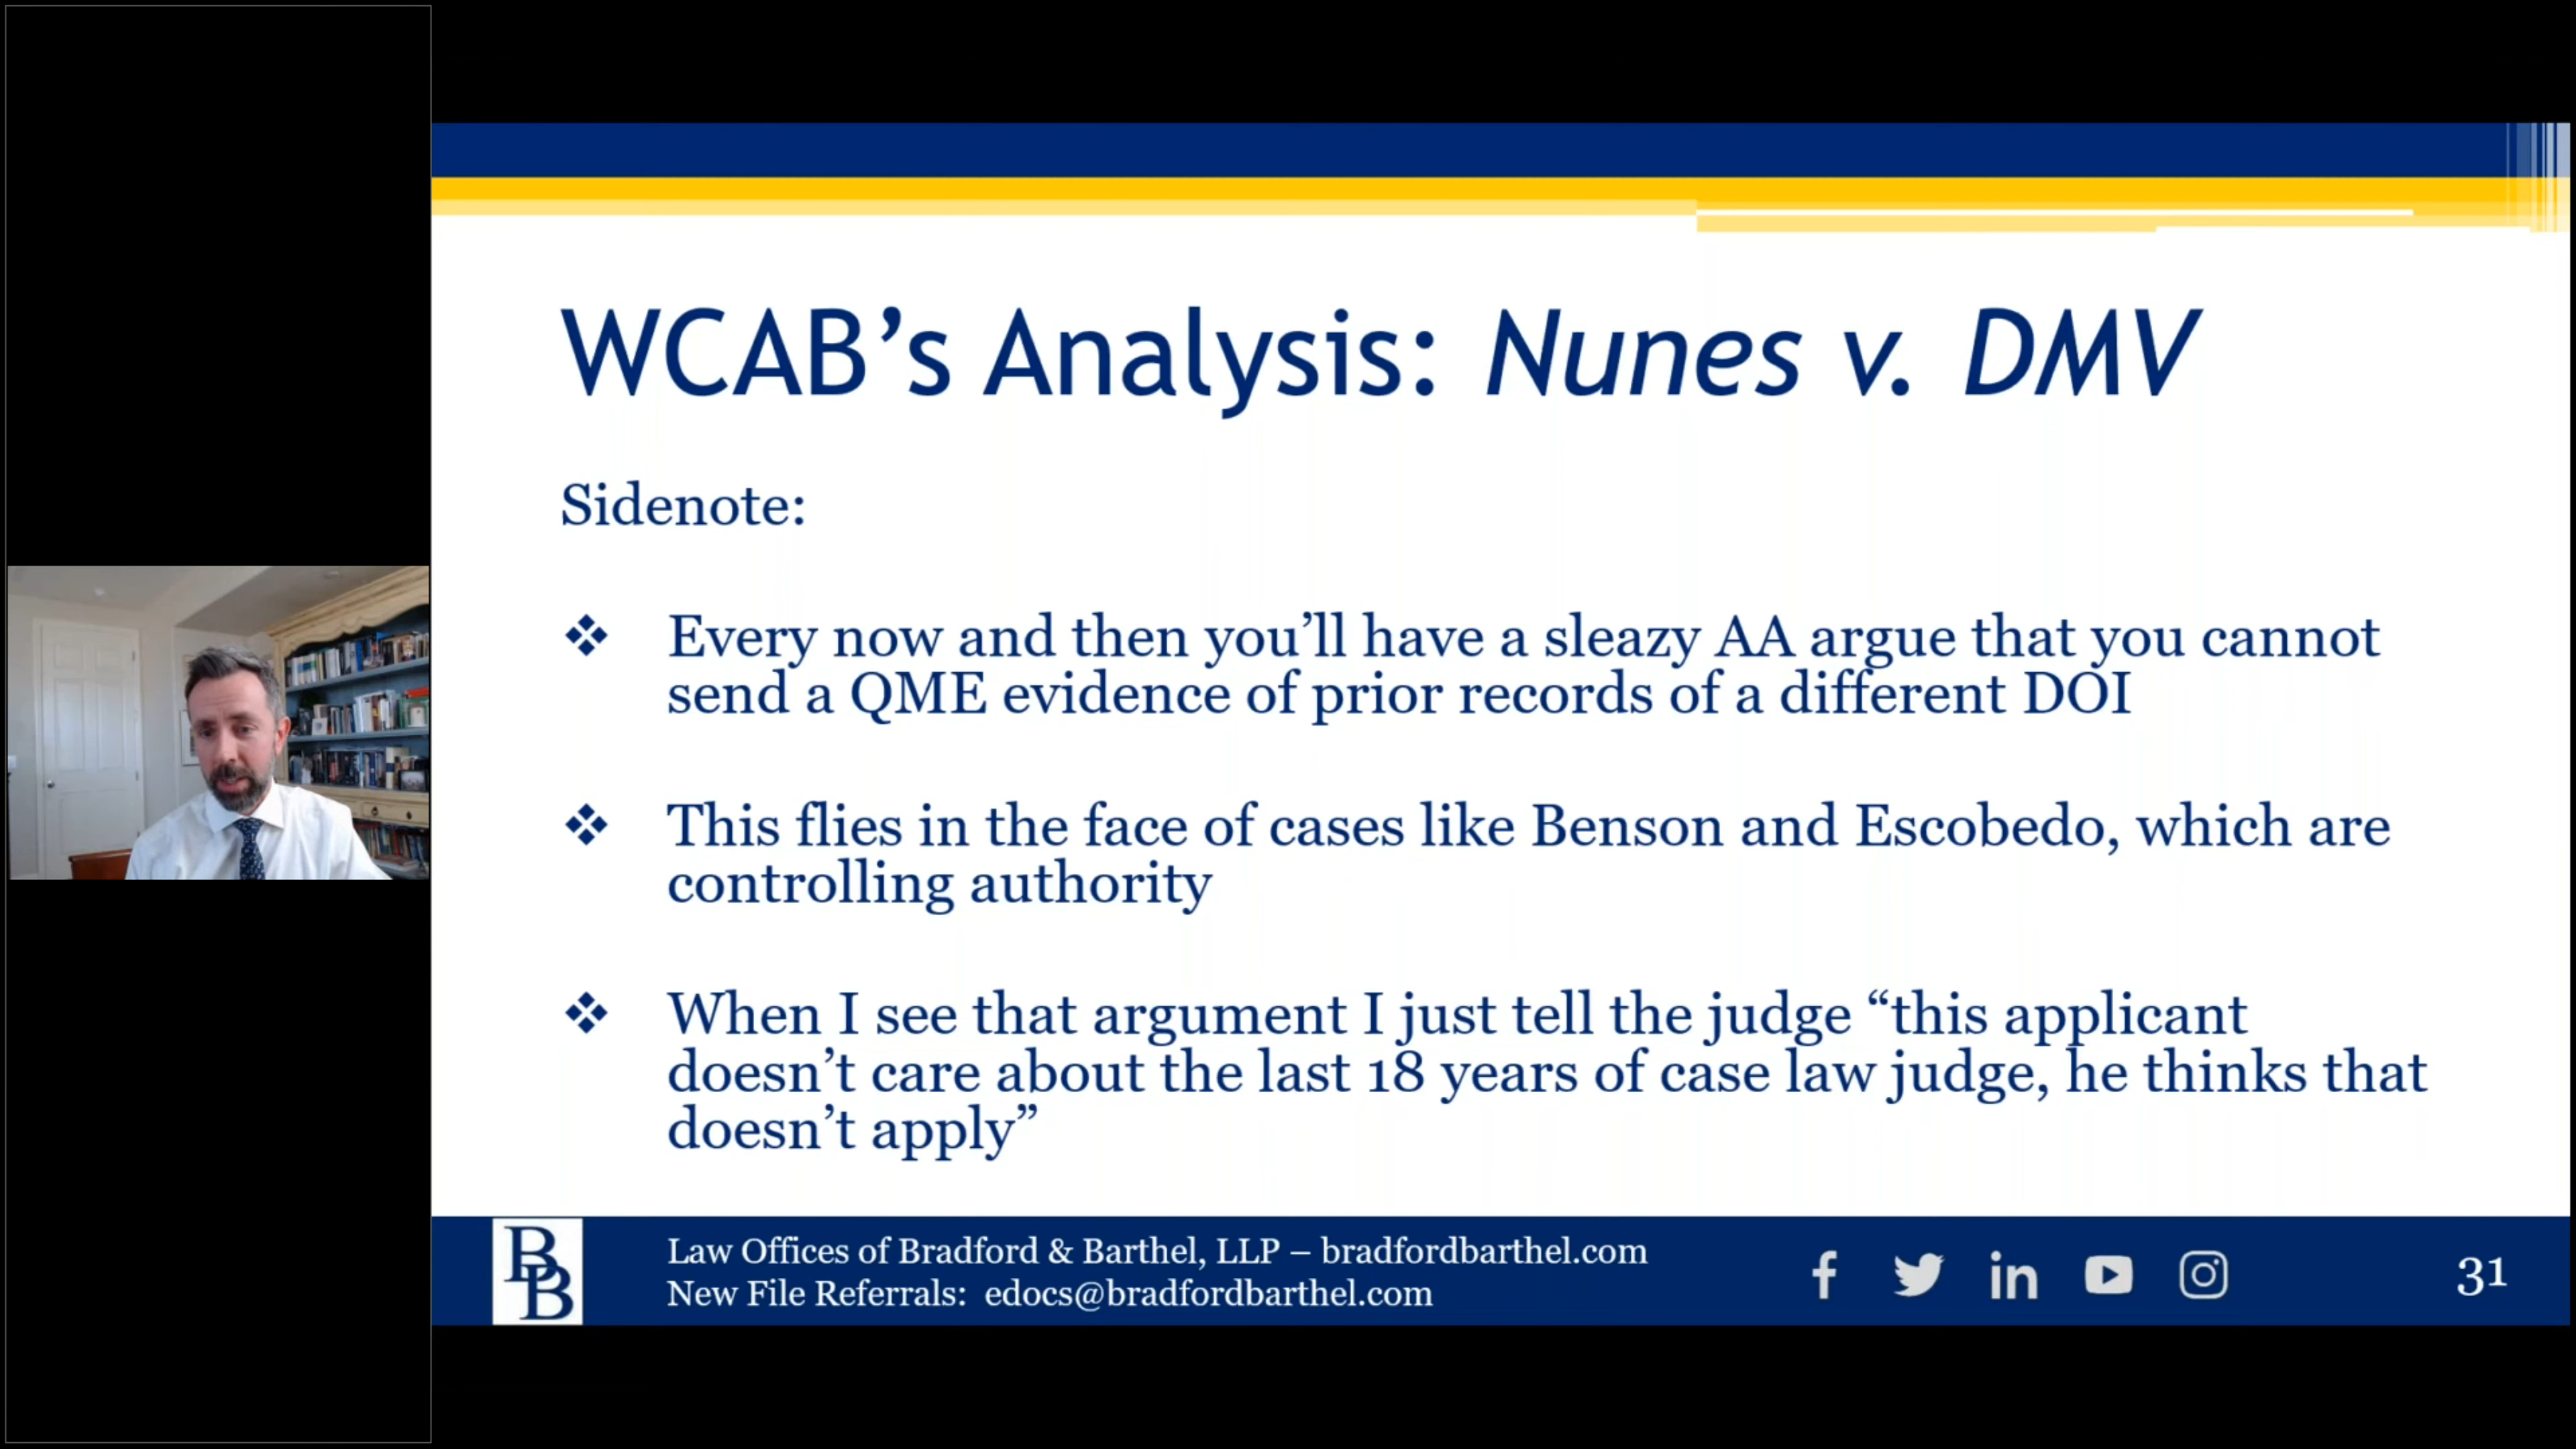 WCAB’s Analysis: Nunes v. DMV
Sidenote:
❖ Every now and then you’ll have a sleazy AA argue that you cannot
send a QME evidence of prior records of a different DOI
❖ This flies in the face of cases like Benson and Escobedo, which are
controlling authority
❖ When I see that argument I just tell the judge “this applicant
doesn’t care about the last 18 years of case law judge, he thinks that
doesn’t apply”
BB
Law Offices of Bradford & Barthel, LLP – bradfordbarthel.com
New File Referrals: edocs@bradfordbarthel.com
31